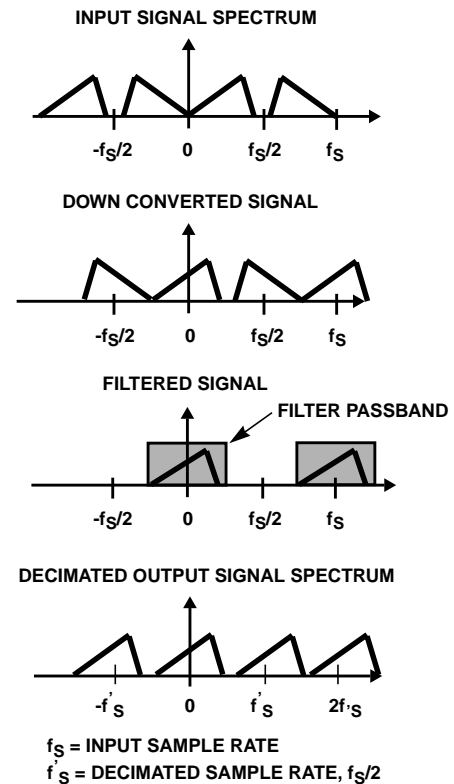 INPUT SIGNAL SPECTRUM
-fS/2 0 fS/2 fS
DOWN CONVERTED SIGNAL
-fS/2 0 fS/2 fS
FILTERED SIGNAL
FILTER PASSBAND
-fS/2 0 fS/2 fS
DECIMATED OUTPUT SIGNAL SPECTRUM
-f'S 0 f'S 2f'S
fS = INPUT SAMPLE RATE
f'S = DECIMATED SAMPLE RATE, fS/2